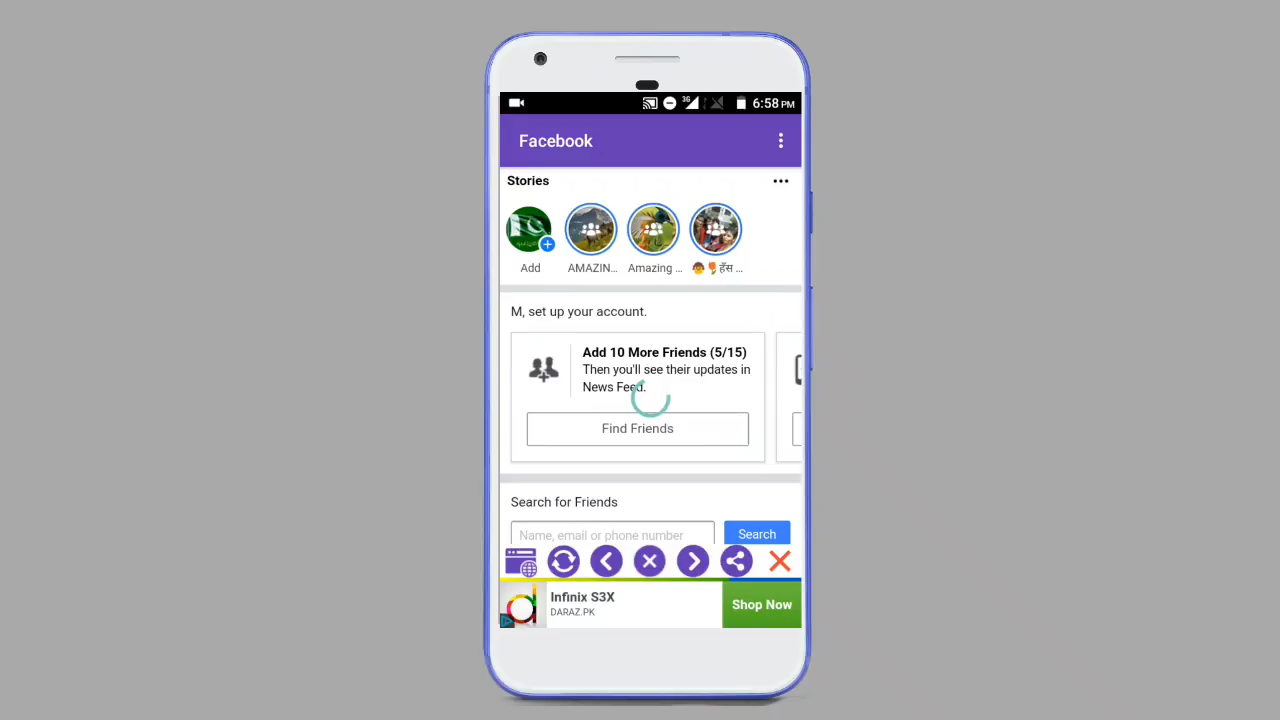 3G
6:58 PM
Facebook
Stories
Add
AMAZIN...
Amazing ...
हँस ...
M, set up your account.
Add 10 More Friends (5/15)
Then you'll see their updates in
News Feed.
Find Friends
Search for Friends
Name, email or phone number
Search
Infinix S3X
DARAZ.PK
Shop Now